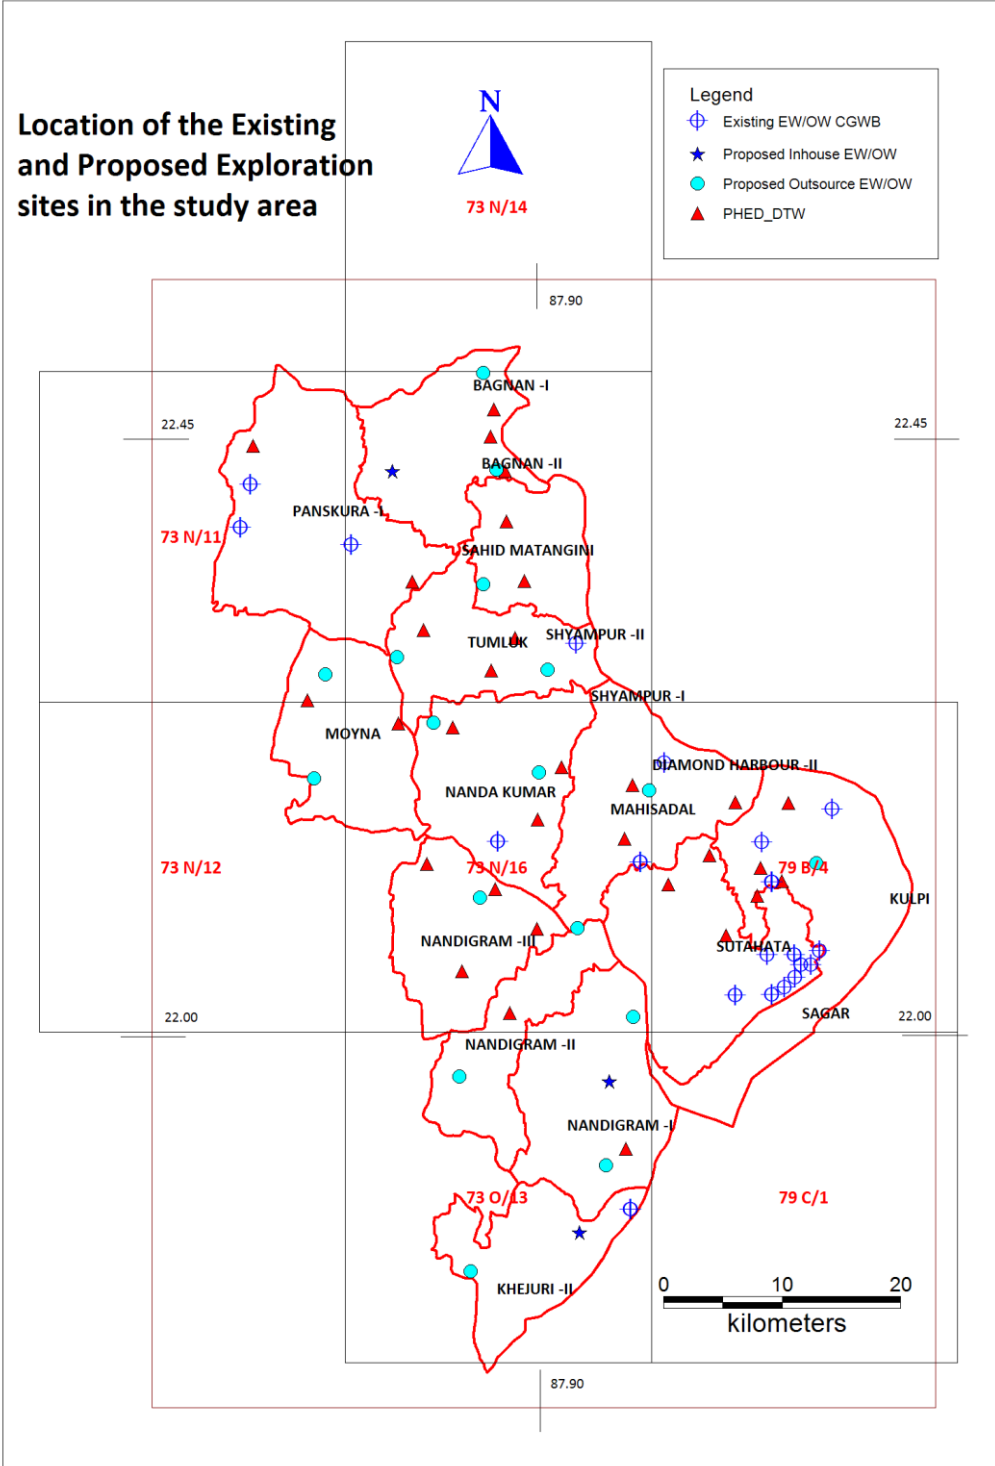 Location of the Existing
and Proposed Exploration
sites in the study area
N
73 N/14
Legend
Existing EW/OW CGWB
Proposed Inhouse EW/OW
Proposed Outsource EW/OW
PHED_DTW
87.90
22.45
22.45
BAGNAN -I
BAGNAN -II
PANSKURA -I
73 N/11
SAHID MATANGINI
SHYAMPUR -II
TUMLUK
SHYAMPUR -I
MOYNA
DIAMOND HARBOUR -II
NANDA KUMAR
MAHISADAL
73 N/12
73 N/16
79 B/4
KULPI
NANDIGRAM -III
SUTAHATA
22.00
SAGAR
22.00
NANDIGRAM -II
NANDIGRAM -I
73 O/13
79 C/1
KHEJURI -II
0 10 20
kilometers
87.90